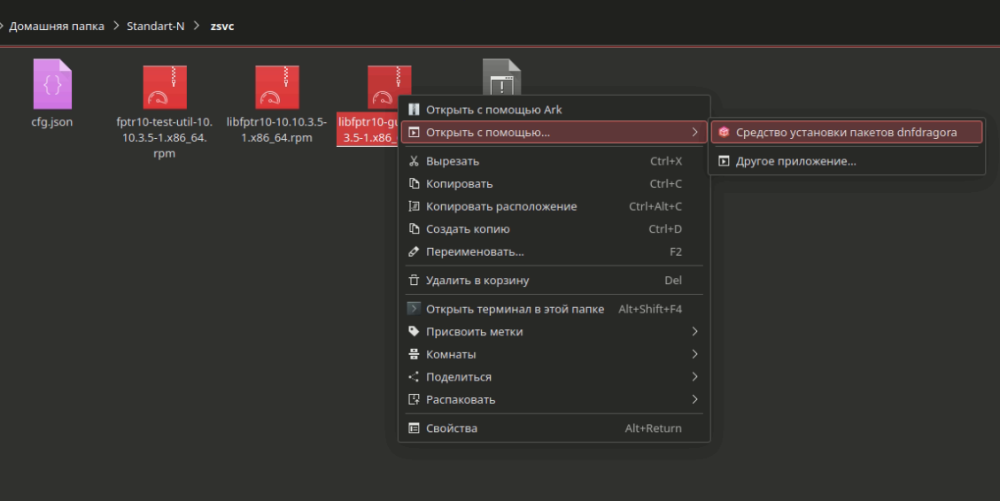 Домашняя папка > Standart-N > zsvc
cfg.json
fptr10-test-util-10.
10.3.5-1.x86_64.
rpm
libfptr10-10.10.3.5-
1.x86_64.rpm
libfptr10-gu
3.5-1.x86_
Открыть с помощью Ark
Открыть с помощью...
Средство установки пакетов dnfdragora
Другое приложение...
Вырезать Ctrl+X
Копировать Ctrl+C
Копировать расположение Ctrl+Alt+C
Создать копию Ctrl+D
Переименовать... F2
Удалить в корзину Del
Открыть терминал в этой папке Alt+Shift+F4
Присвоить метки
Комнаты
Поделиться
Распаковать
Свойства Alt+Return